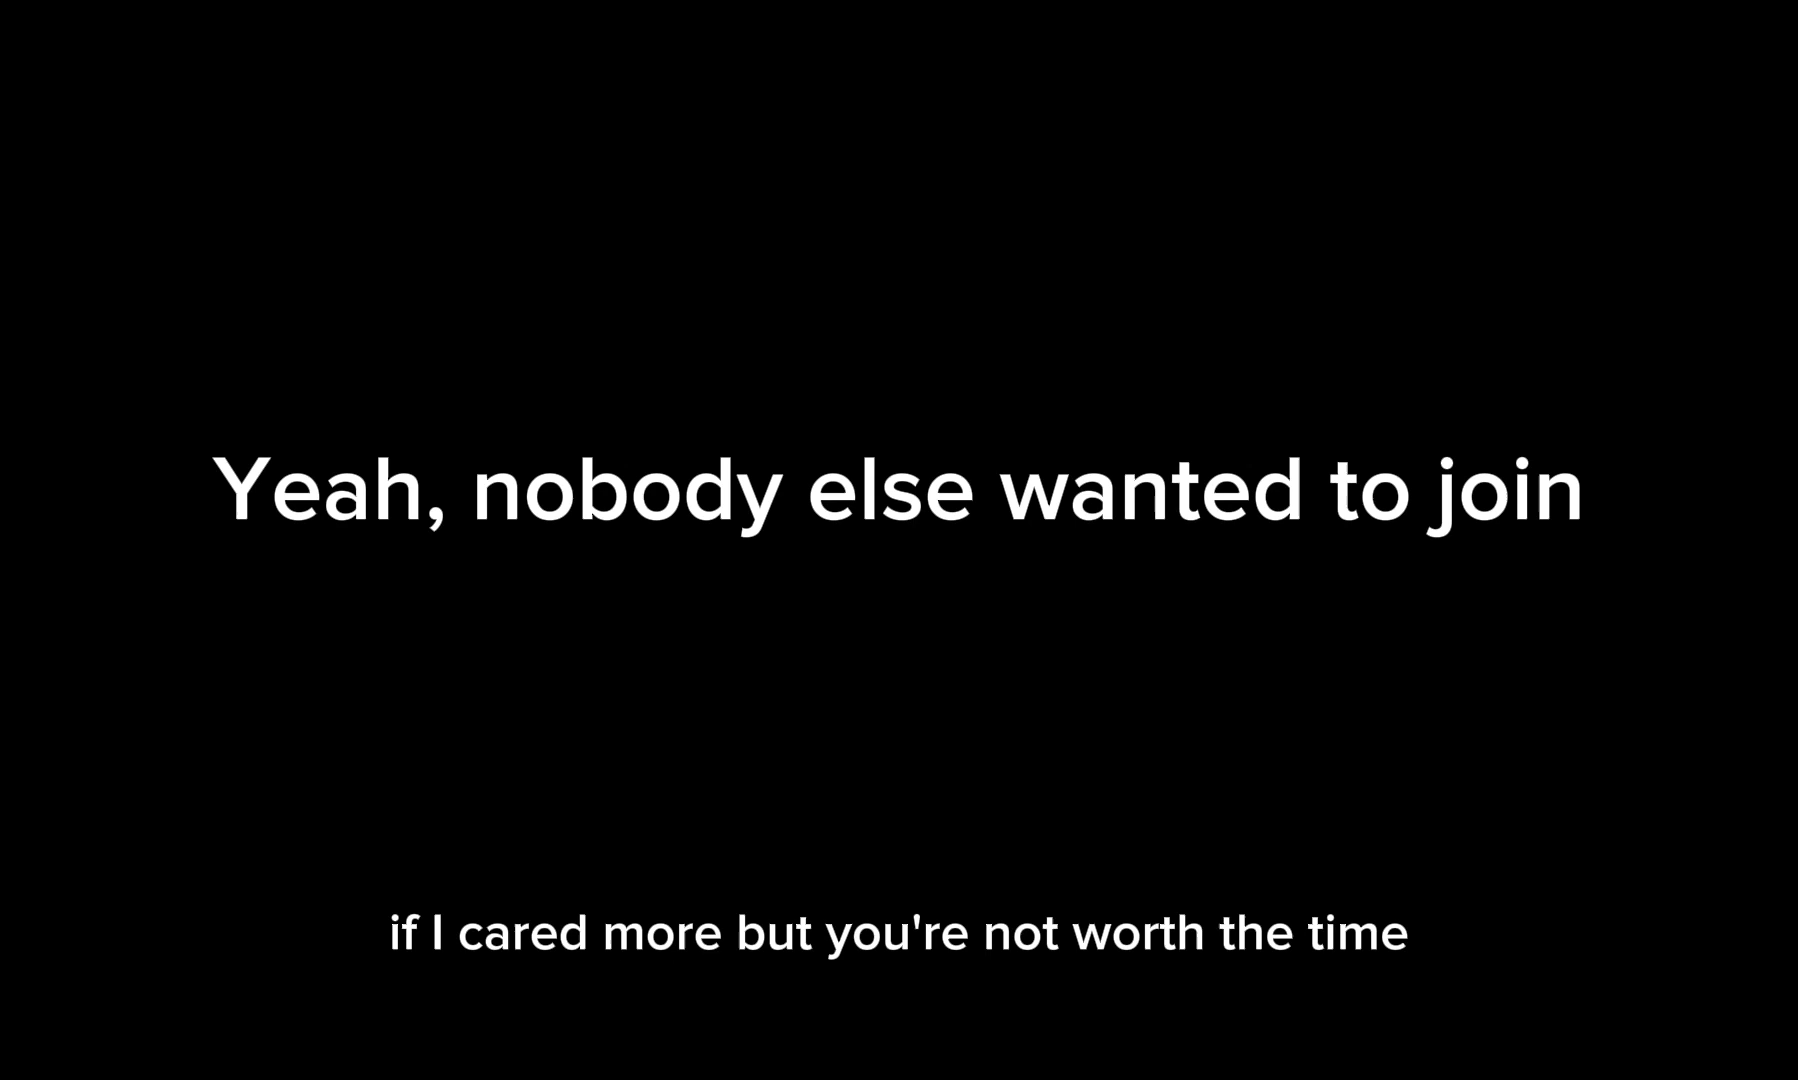 Yeah, nobody else wanted to join
if I cared more but you're not worth the time